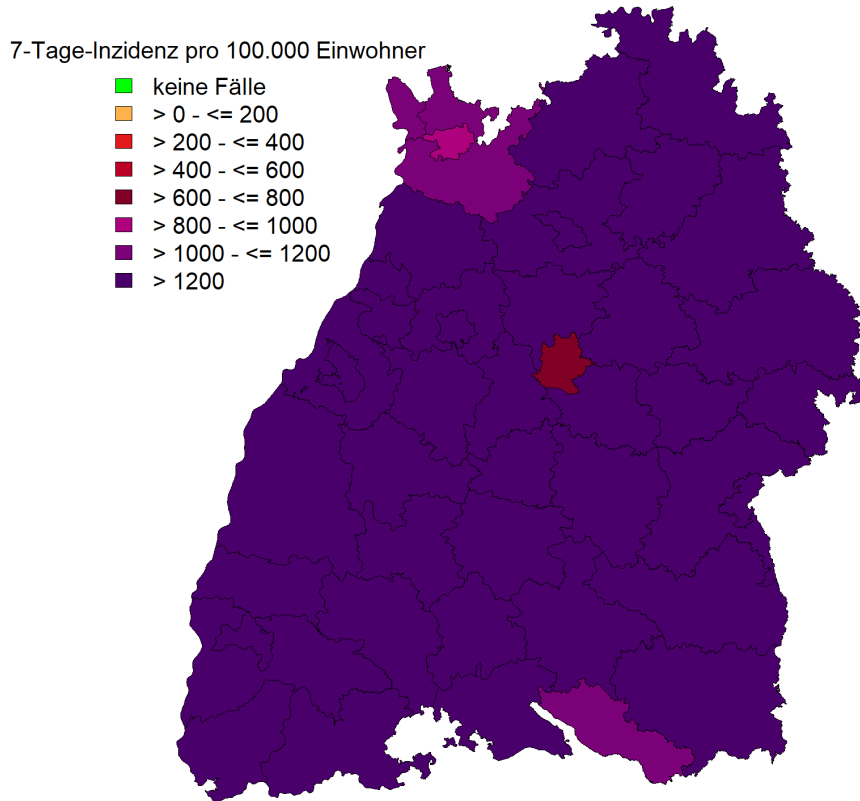 7-Tage-Inzidenz pro 100.000 Einwohner
keine Fälle
> 0 - <= 200
> 200 - <= 400
> 400 - <= 600
> 600 - <= 800
> 800 - <= 1000
> 1000 - <= 1200
> 1200